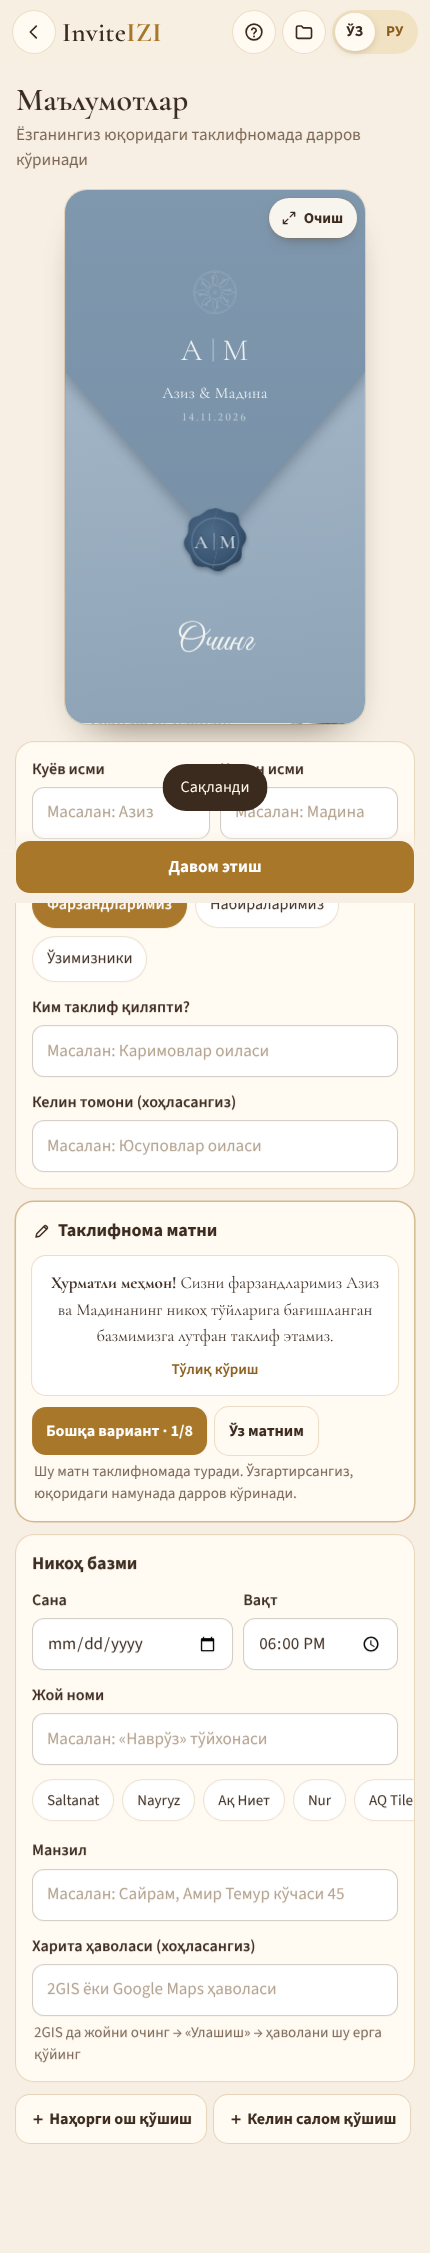 InviteIZI
ЎЗ РУ
Маълумотлар
Ёзганингиз юқоридаги таклифномада дарров
кўринади
Очиш
A | M
Азиз & Мадина
14.11.2026
A | M
Очинг
Куёв исми
исми
Сақланди
Масалан: Азиз
Масалан: Мадина
Давом этиш
Фарзандларимиз
Набираларимиз
Ўзимизники
Ким таклиф қиляпти?
Масалан: Каримовлар оиласи
Келин томони (хоҳласангиз)
Масалан: Юсуповлар оиласи
Таклифнома матни
Ҳурматли меҳмон! Сизни фарзандларимиз Азиз
ва Мадинанинг никоҳ тўйларига бағишланган
базмимизга лутфан таклиф этамиз.
Тўлиқ кўриш
Бошқа вариант · 1/8
Ўз матним
Шу матн таклифномада туради. Ўзгартирсангиз,
юқоридаги намунада дарров кўринади.
Никоҳ базми
Сана
Вақт
mm/dd/yyyy
06:00 PM
Жой номи
Масалан: «Наврўз» тўйхонаси
Saltanat
Nayryz
Ақ Ниет
Nur
AQ Tile
Манзил
Масалан: Сайрам, Амир Темур кўчаси 45
Харита ҳаволаси (хоҳласангиз)
2GIS ёки Google Maps ҳаволаси
2GIS да жойни очинг → «Улашиш» → ҳаволани шу ерга
қўйинг
+ Наҳорги ош қўшиш
+ Келин салом қўшиш